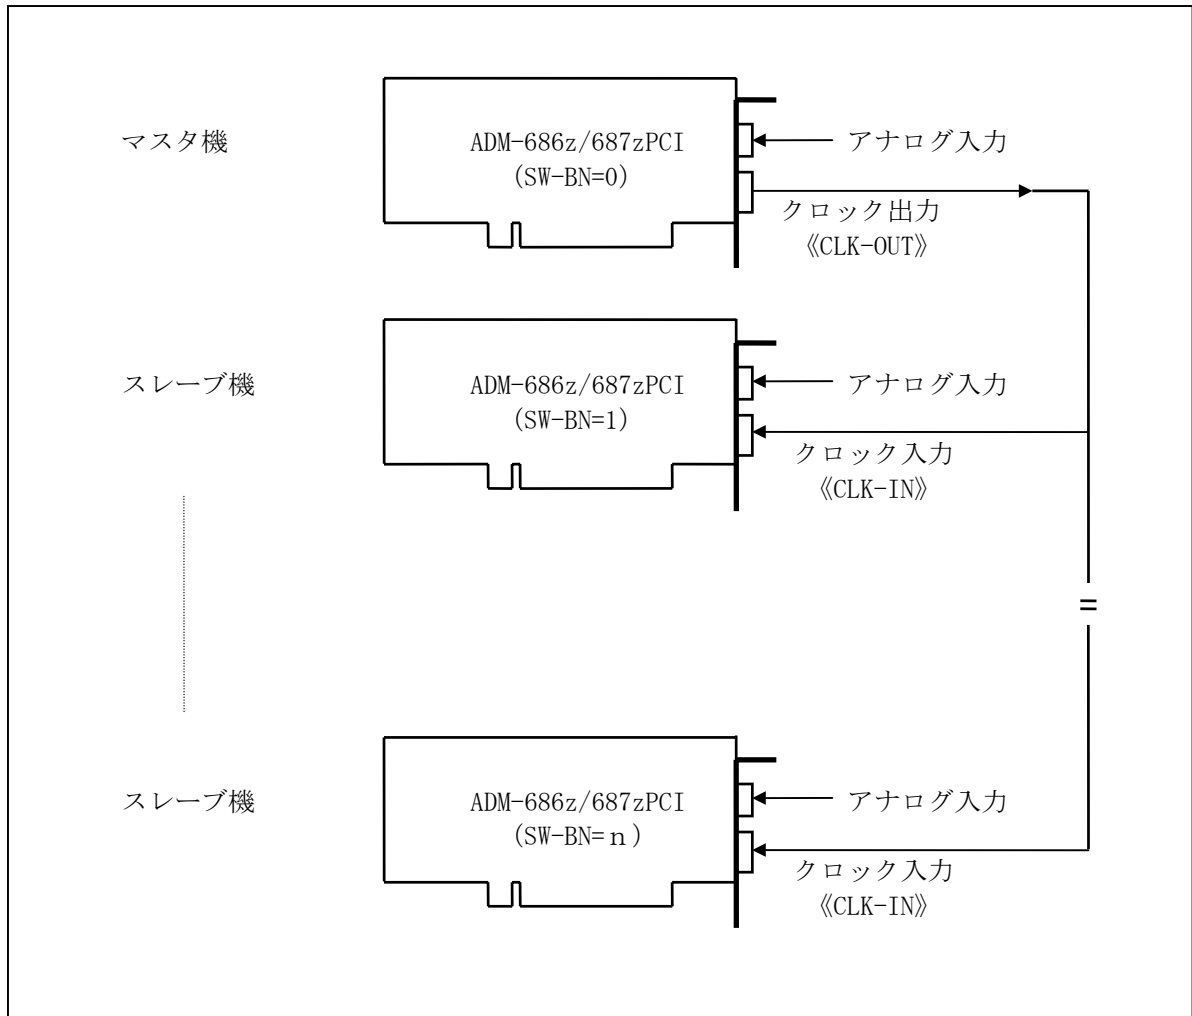 マスタ機
ADM-686z/687zPCI
(SW-BN=0)
アナログ入力
クロック出力
《CLK-OUT》
スレーブ機
ADM-686z/687zPCI
(SW-BN=1)
アナログ入力
クロック入力
《CLK-IN》
スレーブ機
ADM-686z/687zPCI
(SW-BN=ｎ)
アナログ入力
クロック入力
《CLK-IN》